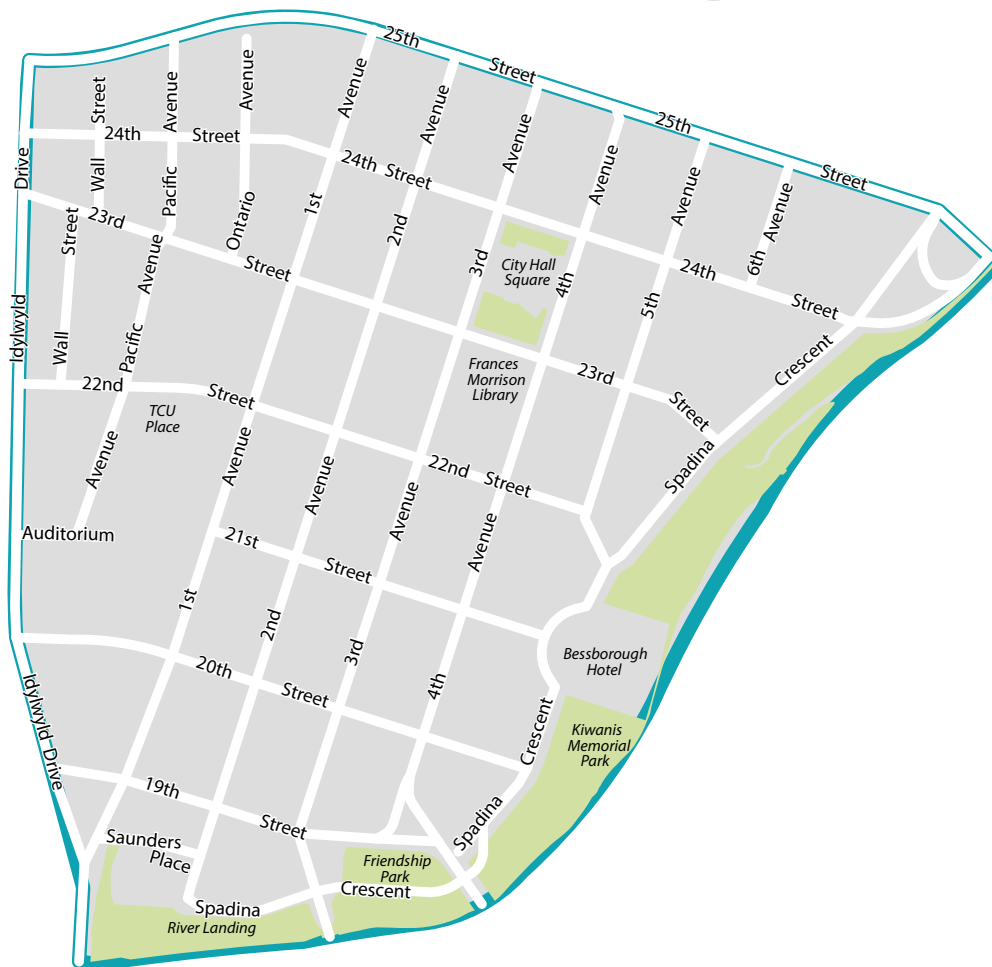 25th
Street
25th
Street
Street
Wall
Avenue
Pacific
Avenue
Ontario
Avenue
1st
Avenue
2nd
Avenue
3rd
Avenue
4th
Avenue
5th
Avenue
6th
24th
Street
24th
Street
24th
Street
Drive
Idylwyld
23rd
Street
Street
Wall
Avenue
Pacific
City Hall
Square
Frances
Morrison
Library
23rd
Street
Crescent
Spadina
22nd
Street
TCU
Place
22nd
Street
Avenue
Avenue
Avenue
Avenue
Avenue
Auditorium
21st
Street
1st
2nd
3rd
4th
Bessborough
Hotel
20th
Street
Idylwyld Drive
Crescent
Kiwanis
Memorial
Park
19th
Street
Spadina
Saunders
Place
Friendship
Park
Crescent
Spadina
River Landing